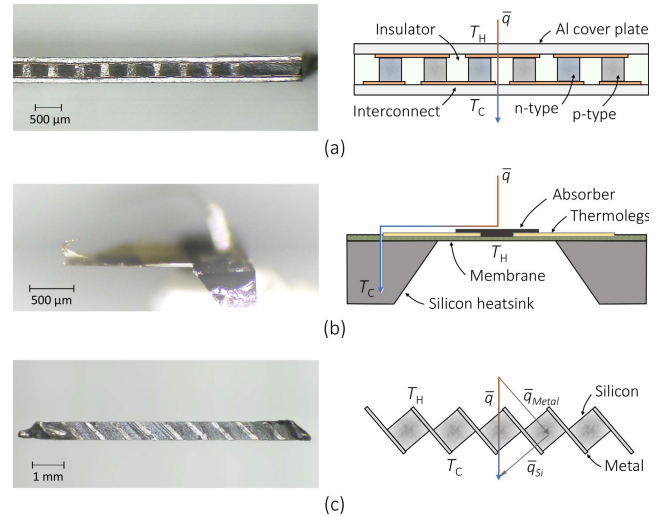 q̄
T_H
Al cover plate
Insulator
500 µm
Interconnect
T_C
n-type
p-type
(a)
q̄
Absorber
Thermolegs
T_H
Membrane
T_C
500 µm
Silicon heatsink
(b)
T_H
q̄
q̄_Metal
Silicon
T_C
q̄_Si
Metal
1 mm
(c)